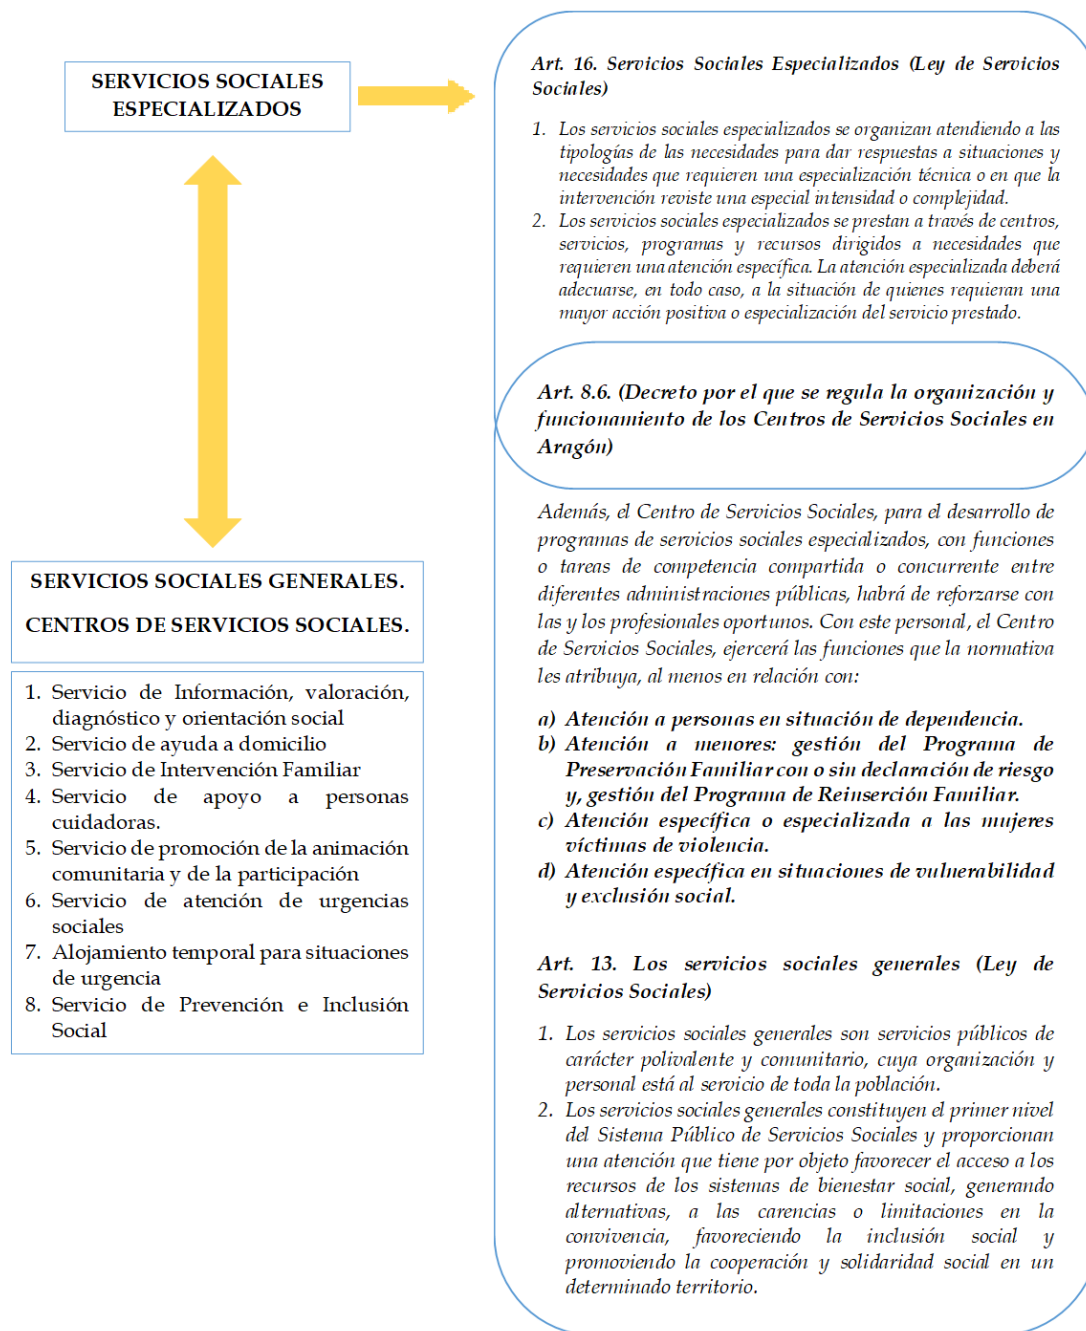 SERVICIOS SOCIALES
ESPECIALIZADOS
SERVICIOS SOCIALES GENERALES.
CENTROS DE SERVICIOS SOCIALES.
1. Servicio de Información, valoración,
diagnóstico y orientación social
2. Servicio de ayuda a domicilio
3. Servicio de Intervención Familiar
4. Servicio de apoyo a personas
cuidadoras.
5. Servicio de promoción de la animación
comunitaria y de la participación
6. Servicio de atención de urgencias
sociales
7. Alojamiento temporal para situaciones
de urgencia
8. Servicio de Prevención e Inclusión
Social
Art. 16. Servicios Sociales Especializados (Ley de Servicios
Sociales)
1. Los servicios sociales especializados se organizan atendiendo a las
tipologías de las necesidades para dar respuestas a situaciones y
necesidades que requieren una especialización técnica o en que la
intervención reviste una especial intensidad o complejidad.
2. Los servicios sociales especializados se prestan a través de centros,
servicios, programas y recursos dirigidos a necesidades que
requieren una atención específica. La atención especializada deberá
adecuarse, en todo caso, a la situación de quienes requieran una
mayor acción positiva o especialización del servicio prestado.
Art. 8.6. (Decreto por el que se regula la organización y
funcionamiento de los Centros de Servicios Sociales en
Aragón)
Además, el Centro de Servicios Sociales, para el desarrollo de
programas de servicios sociales especializados, con funciones
o tareas de competencia compartida o concurrente entre
diferentes administraciones públicas, habrá de reforzarse con
las y los profesionales oportunos. Con este personal, el Centro
de Servicios Sociales, ejercerá las funciones que la normativa
les atribuya, al menos en relación con:
a) Atención a personas en situación de dependencia.
b) Atención a menores: gestión del Programa de
Preservación Familiar con o sin declaración de riesgo
y, gestión del Programa de Reinserción Familiar.
c) Atención específica o especializada a las mujeres
víctimas de violencia.
d) Atención específica en situaciones de vulnerabilidad
y exclusión social.
Art. 13. Los servicios sociales generales (Ley de
Servicios Sociales)
1. Los servicios sociales generales son servicios públicos de
carácter polivalente y comunitario, cuya organización y
personal está al servicio de toda la población.
2. Los servicios sociales generales constituyen el primer nivel
del Sistema Público de Servicios Sociales y proporcionan
una atención que tiene por objeto favorecer el acceso a los
recursos de los sistemas de bienestar social, generando
alternativas, a las carencias o limitaciones en la
convivencia, favoreciendo la inclusión social y
promoviendo la cooperación y solidaridad social en un
determinado territorio.